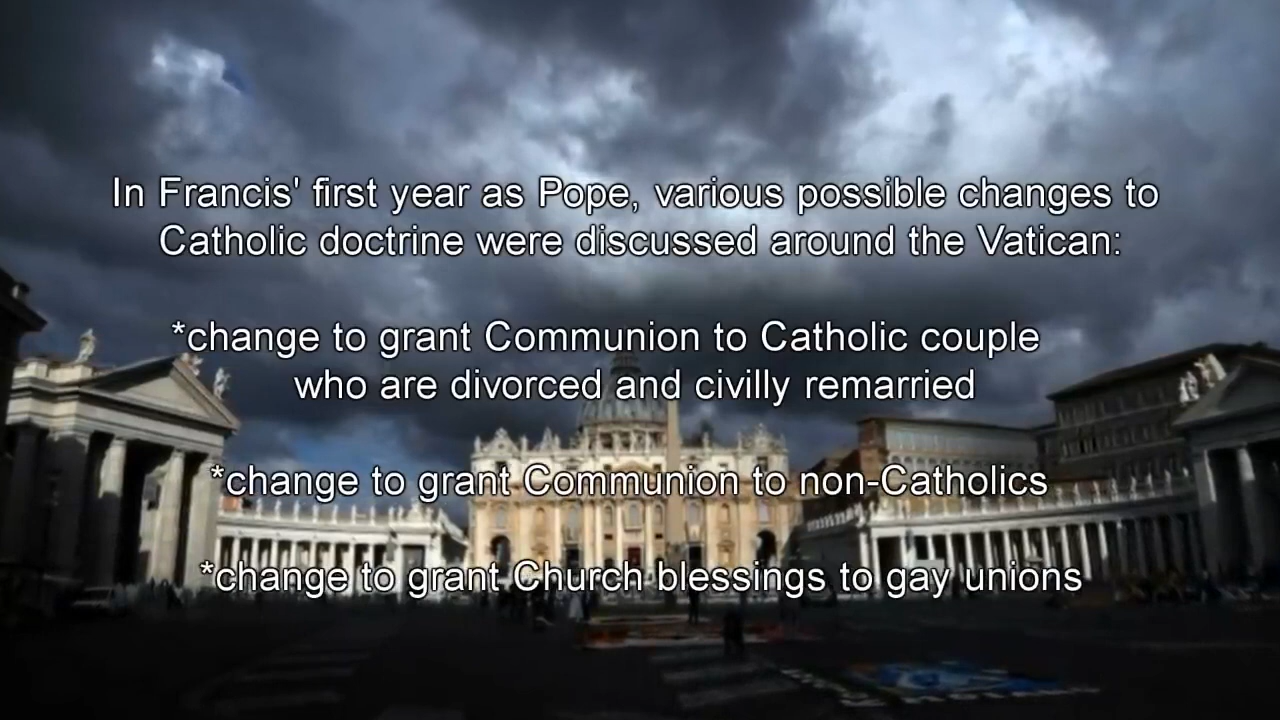 In Francis' first year as Pope, various possible changes to
Catholic doctrine were discussed around the Vatican:
*change to grant Communion to Catholic couple
who are divorced and civilly remarried
*change to grant Communion to non-Catholics
*change to grant Church blessings to gay unions